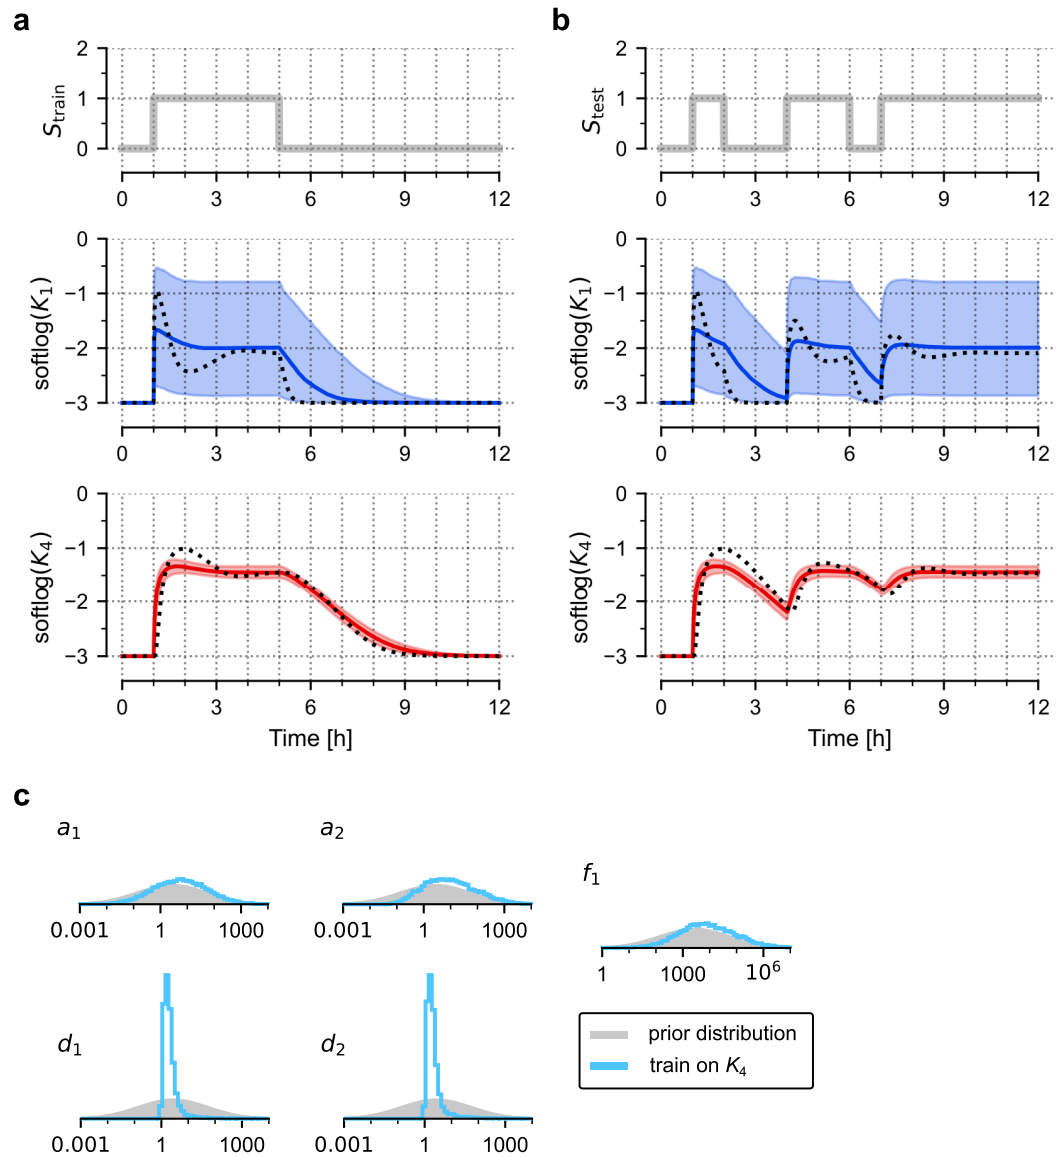 a
b
2
1
0
S_train
0 3 6 9 12
2
1
0
S_test
0 3 6 9 12
0
−1
−2
−3
softlog(K_1)
0 3 6 9 12
0
−1
−2
−3
softlog(K_1)
0 3 6 9 12
0
−1
−2
−3
softlog(K_4)
0 3 6 9 12
Time [h]
0
−1
−2
−3
softlog(K_4)
0 3 6 9 12
Time [h]
c
a_1
0.001 1 1000
a_2
0.001 1 1000
f_1
1 1000 10^6
d_1
0.001 1 1000
d_2
0.001 1 1000
prior distribution
train on K_4